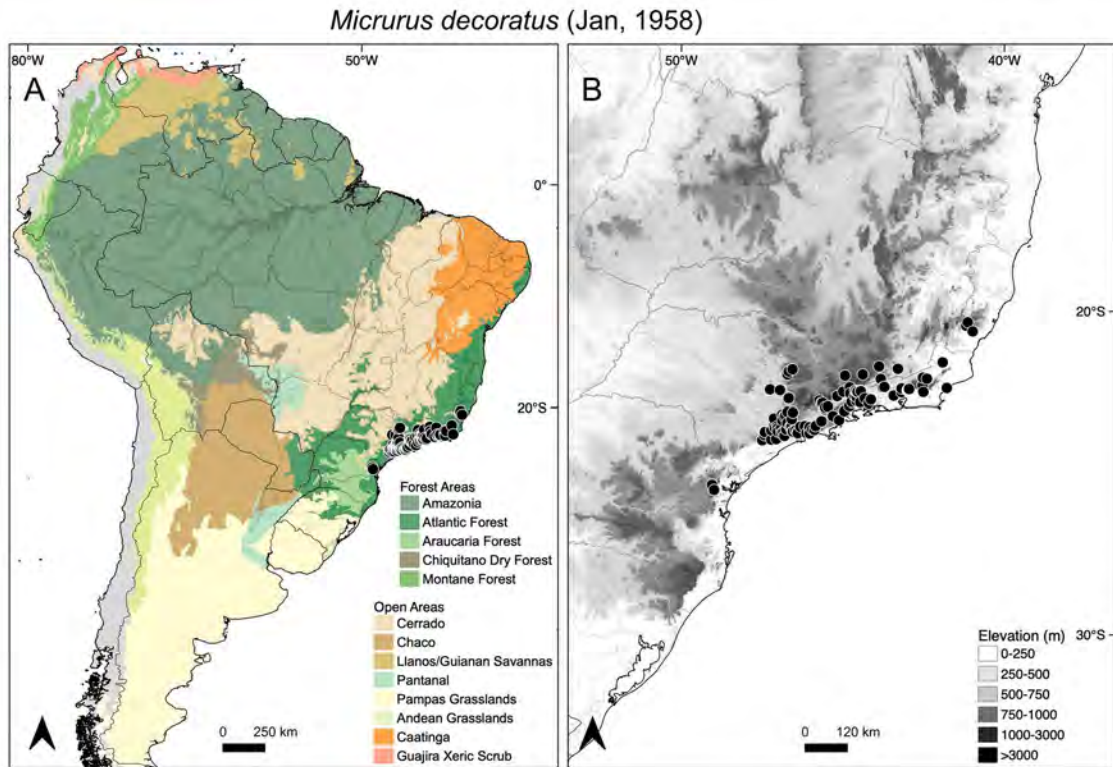 Micrurus decoratus (Jan, 1958)
80°W
50°W
A
0°
20°S
Forest Areas
Amazonia
Atlantic Forest
Araucaria Forest
Chiquitano Dry Forest
Montane Forest
Open Areas
Cerrado
Chaco
Llanos/Guianan Savannas
Pantanal
Pampas Grasslands
Andean Grasslands
Caatinga
Guajira Xeric Scrub
0 250 km
50°W
40°W
B
20°S
30°S
Elevation (m)
0-250
250-500
500-750
750-1000
1000-3000
>3000
0 120 km